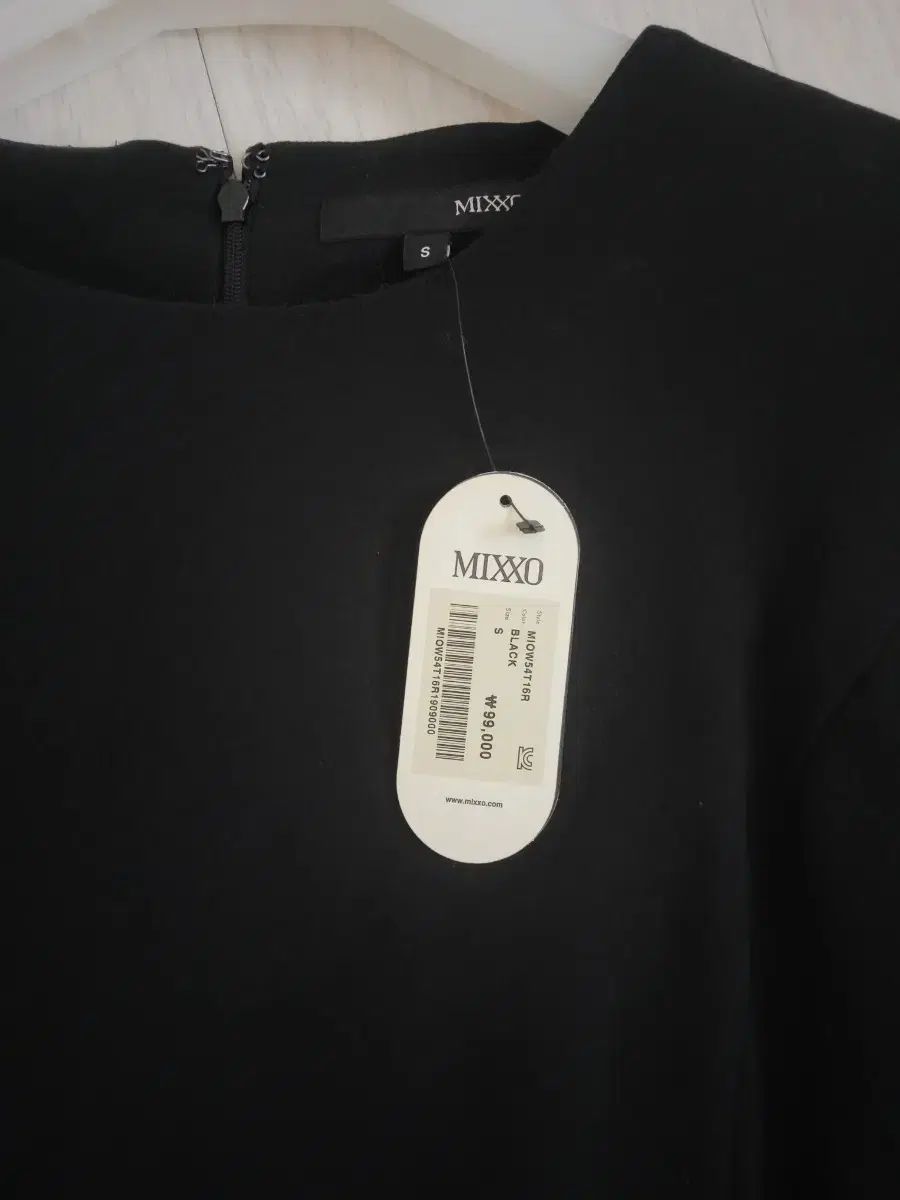 MIXXO
S
MIXXO
Style MIOW54T16R
Color BLACK
Size S
₩99,000
MIOW54T16R1909000
www.mixxo.com